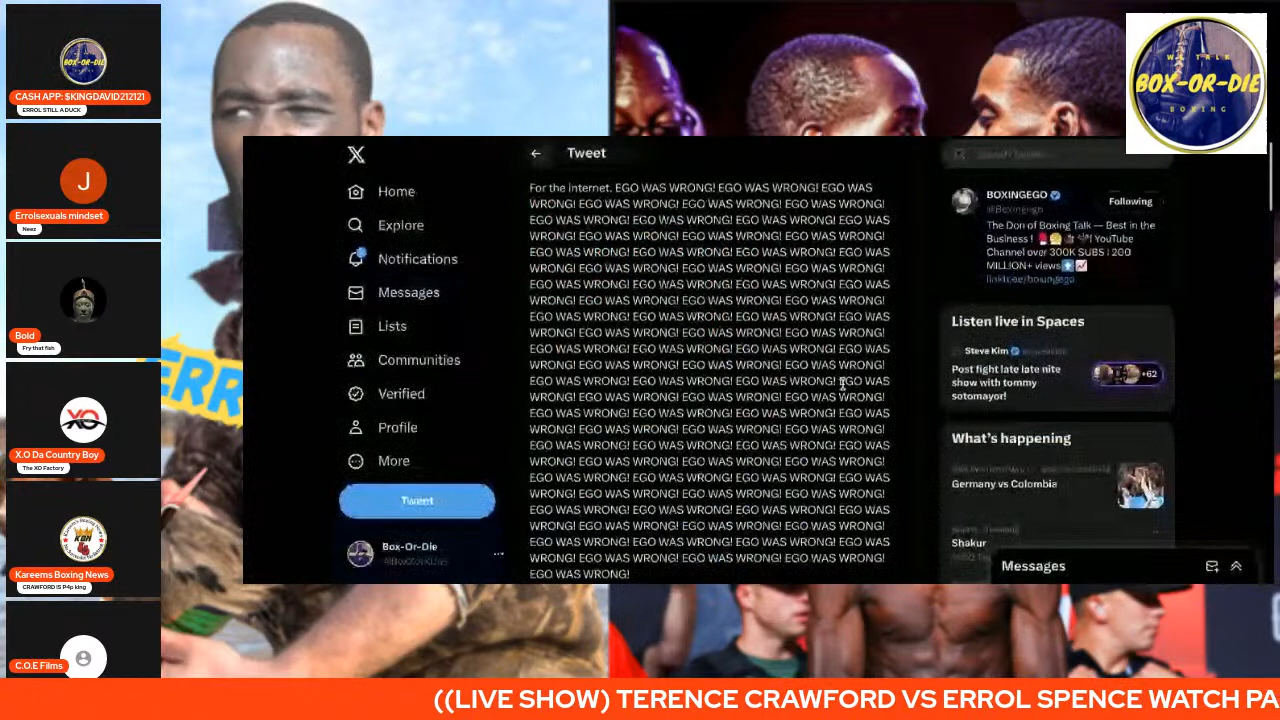 BOX-OR-DIE
CASH APP: $KINGDAVID212121
ERROL STILL A DUCK
J
Errolsexuals mindset
Neez
Bold
Fry that fish
XO
X.O Da Country Boy
The XO Factory
KBN
Kareems Boxing News
CRAWFORD IS P4p king
C.O.E Films
ERR
WE TALK
BOX-OR-DIE
BOXING
X
Home
Explore
Notifications
Messages
Lists
Communities
Verified
Profile
More
Tweet
Box-Or-Die
Tweet
For the internet. EGO WAS WRONG! EGO WAS WRONG! EGO WAS
WRONG! EGO WAS WRONG! EGO WAS WRONG! EGO WAS WRONG!
EGO WAS WRONG! EGO WAS WRONG! EGO WAS WRONG! EGO WAS
WRONG! EGO WAS WRONG! EGO WAS WRONG! EGO WAS WRONG!
EGO WAS WRONG! EGO WAS WRONG! EGO WAS WRONG! EGO WAS
WRONG! EGO WAS WRONG! EGO WAS WRONG! EGO WAS WRONG!
EGO WAS WRONG! EGO WAS WRONG! EGO WAS WRONG! EGO WAS
WRONG! EGO WAS WRONG! EGO WAS WRONG! EGO WAS WRONG!
EGO WAS WRONG! EGO WAS WRONG! EGO WAS WRONG! EGO WAS
WRONG! EGO WAS WRONG! EGO WAS WRONG! EGO WAS WRONG!
EGO WAS WRONG! EGO WAS WRONG! EGO WAS WRONG! EGO WAS
WRONG! EGO WAS WRONG! EGO WAS WRONG! EGO WAS WRONG!
EGO WAS WRONG! EGO WAS WRONG! EGO WAS WRONG! EGO WAS
WRONG! EGO WAS WRONG! EGO WAS WRONG! EGO WAS WRONG!
EGO WAS WRONG! EGO WAS WRONG! EGO WAS WRONG! EGO WAS
WRONG! EGO WAS WRONG! EGO WAS WRONG! EGO WAS WRONG!
EGO WAS WRONG! EGO WAS WRONG! EGO WAS WRONG! EGO WAS
WRONG! EGO WAS WRONG! EGO WAS WRONG! EGO WAS WRONG!
EGO WAS WRONG! EGO WAS WRONG! EGO WAS WRONG! EGO WAS
WRONG! EGO WAS WRONG! EGO WAS WRONG! EGO WAS WRONG!
EGO WAS WRONG! EGO WAS WRONG! EGO WAS WRONG! EGO WAS
WRONG! EGO WAS WRONG! EGO WAS WRONG! EGO WAS WRONG!
EGO WAS WRONG! EGO WAS WRONG! EGO WAS WRONG! EGO WAS
WRONG! EGO WAS WRONG! EGO WAS WRONG! EGO WAS WRONG!
EGO WAS WRONG!
BOXINGEGO
Following
The Don of Boxing Talk — Best in the
Business ! YouTube
Channel over 300K SUBS | 200
MILLION+ views
Listen live in Spaces
Steve Kim
Post fight late late nite
show with tommy
sotomayor!
+62
What's happening
Germany vs Colombia
Shakur
Messages
((LIVE SHOW) TERENCE CRAWFORD VS ERROL SPENCE WATCH PA